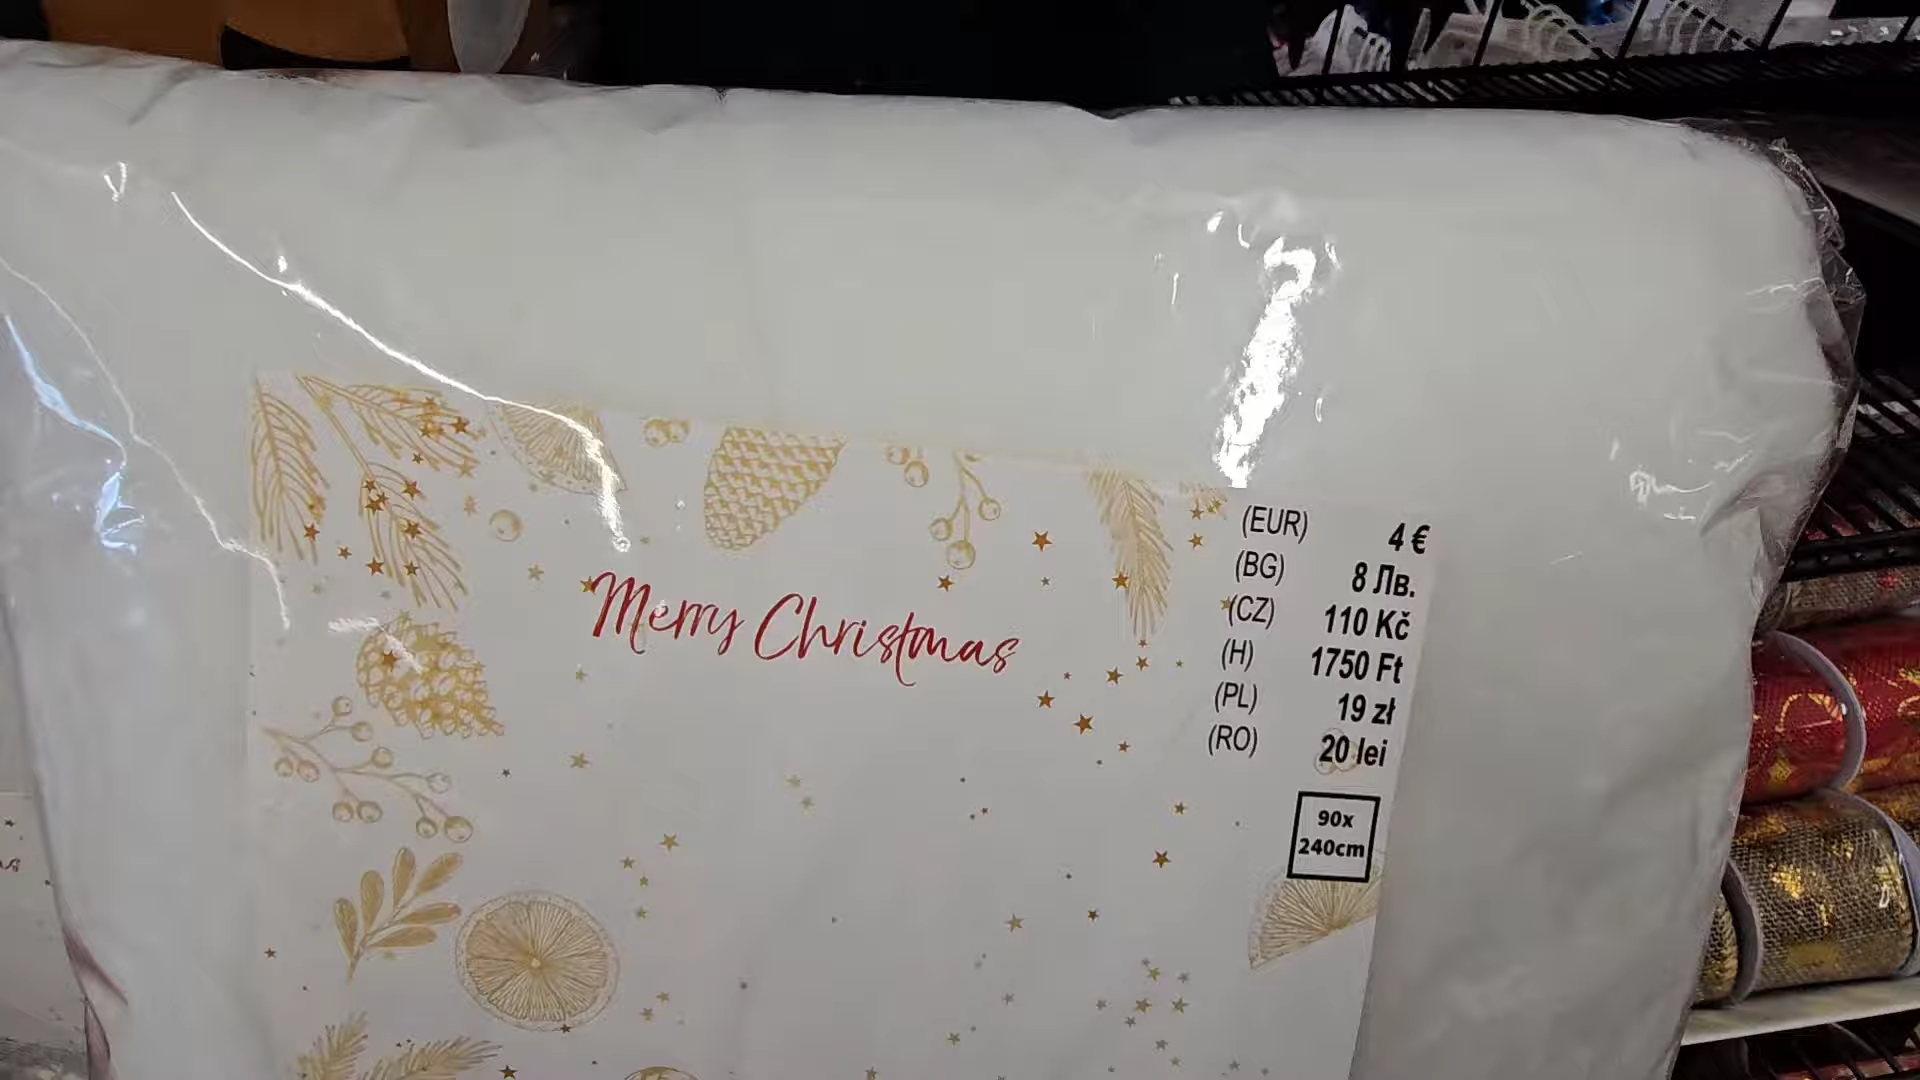 Merry Christmas
(EUR) 4 €
(BG) 8 Лв.
(CZ) 110 Kč
(H) 1750 Ft
(PL) 19 zł
(RO) 20 lei
90x
240cm